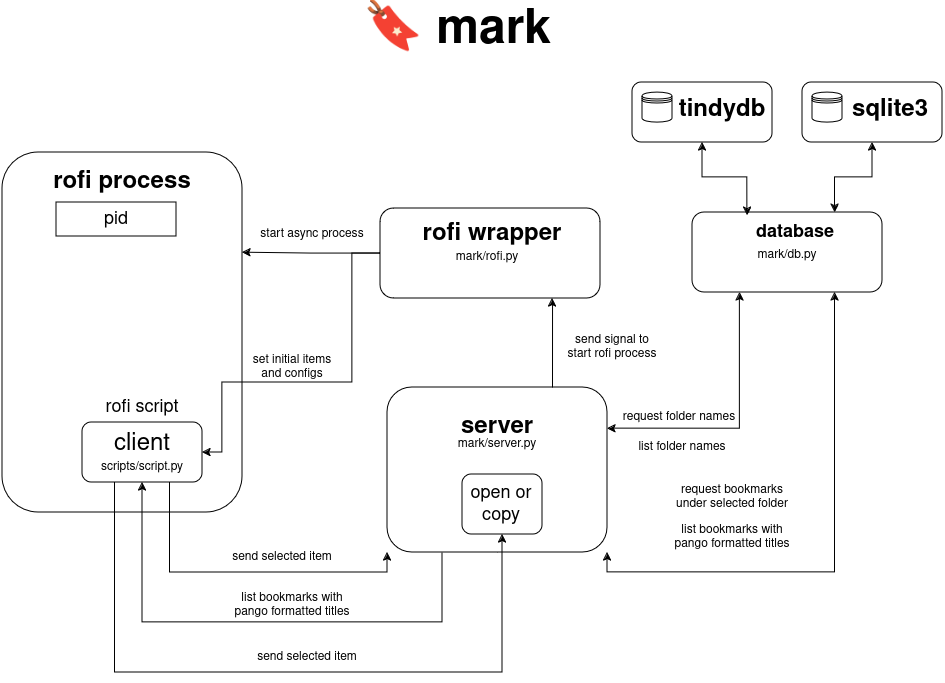 mark
tindydb
sqlite3
rofi process
pid
start async process
rofi wrapper
mark/rofi.py
database
mark/db.py
set initial items
and configs
send signal to
start rofi process
rofi script
client
scripts/script.py
server
mark/server.py
open or
copy
request folder names
list folder names
request bookmarks
under selected folder
list bookmarks with
pango formatted titles
send selected item
list bookmarks with
pango formatted titles
send selected item